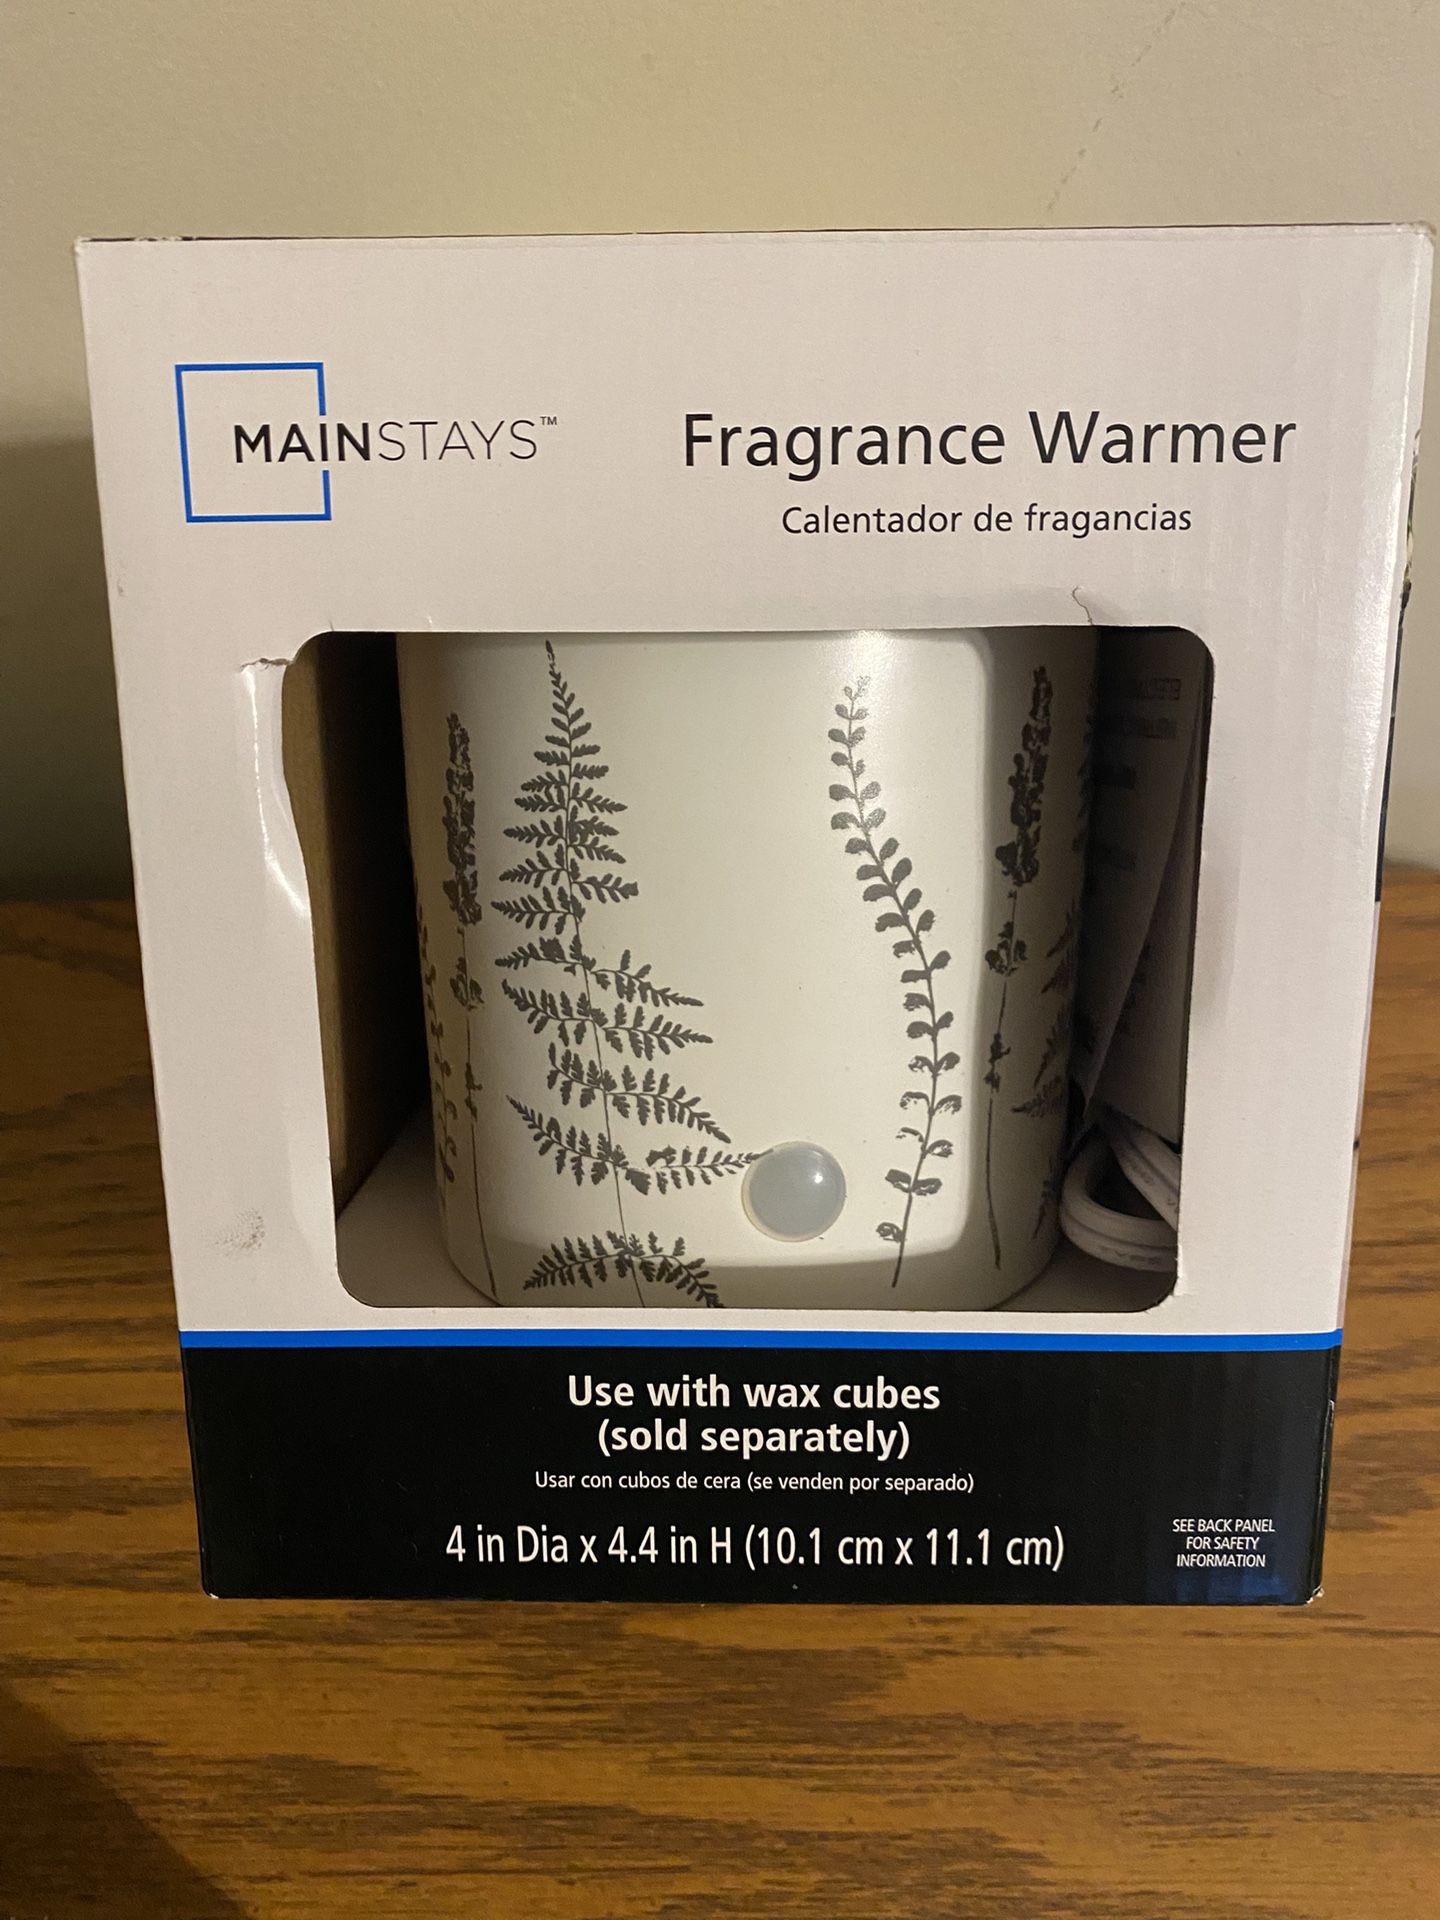 MAINSTAYS™
Fragrance Warmer
Calentador de fragancias
Use with wax cubes
(sold separately)
Usar con cubos de cera (se venden por separado)
4 in Dia x 4.4 in H (10.1 cm x 11.1 cm)
SEE BACK PANEL
FOR SAFETY
INFORMATION